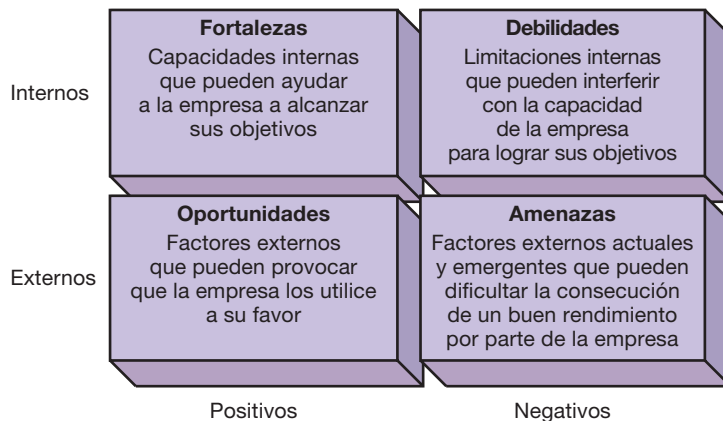 Internos
Fortalezas
Capacidades internas
que pueden ayudar
a la empresa a alcanzar
sus objetivos
Debilidades
Limitaciones internas
que pueden interferir
con la capacidad
de la empresa
para lograr sus objetivos
Externos
Oportunidades
Factores externos
que pueden provocar
que la empresa los utilice
a su favor
Amenazas
Factores externos actuales
y emergentes que pueden
dificultar la consecución
de un buen rendimiento
por parte de la empresa
Positivos
Negativos